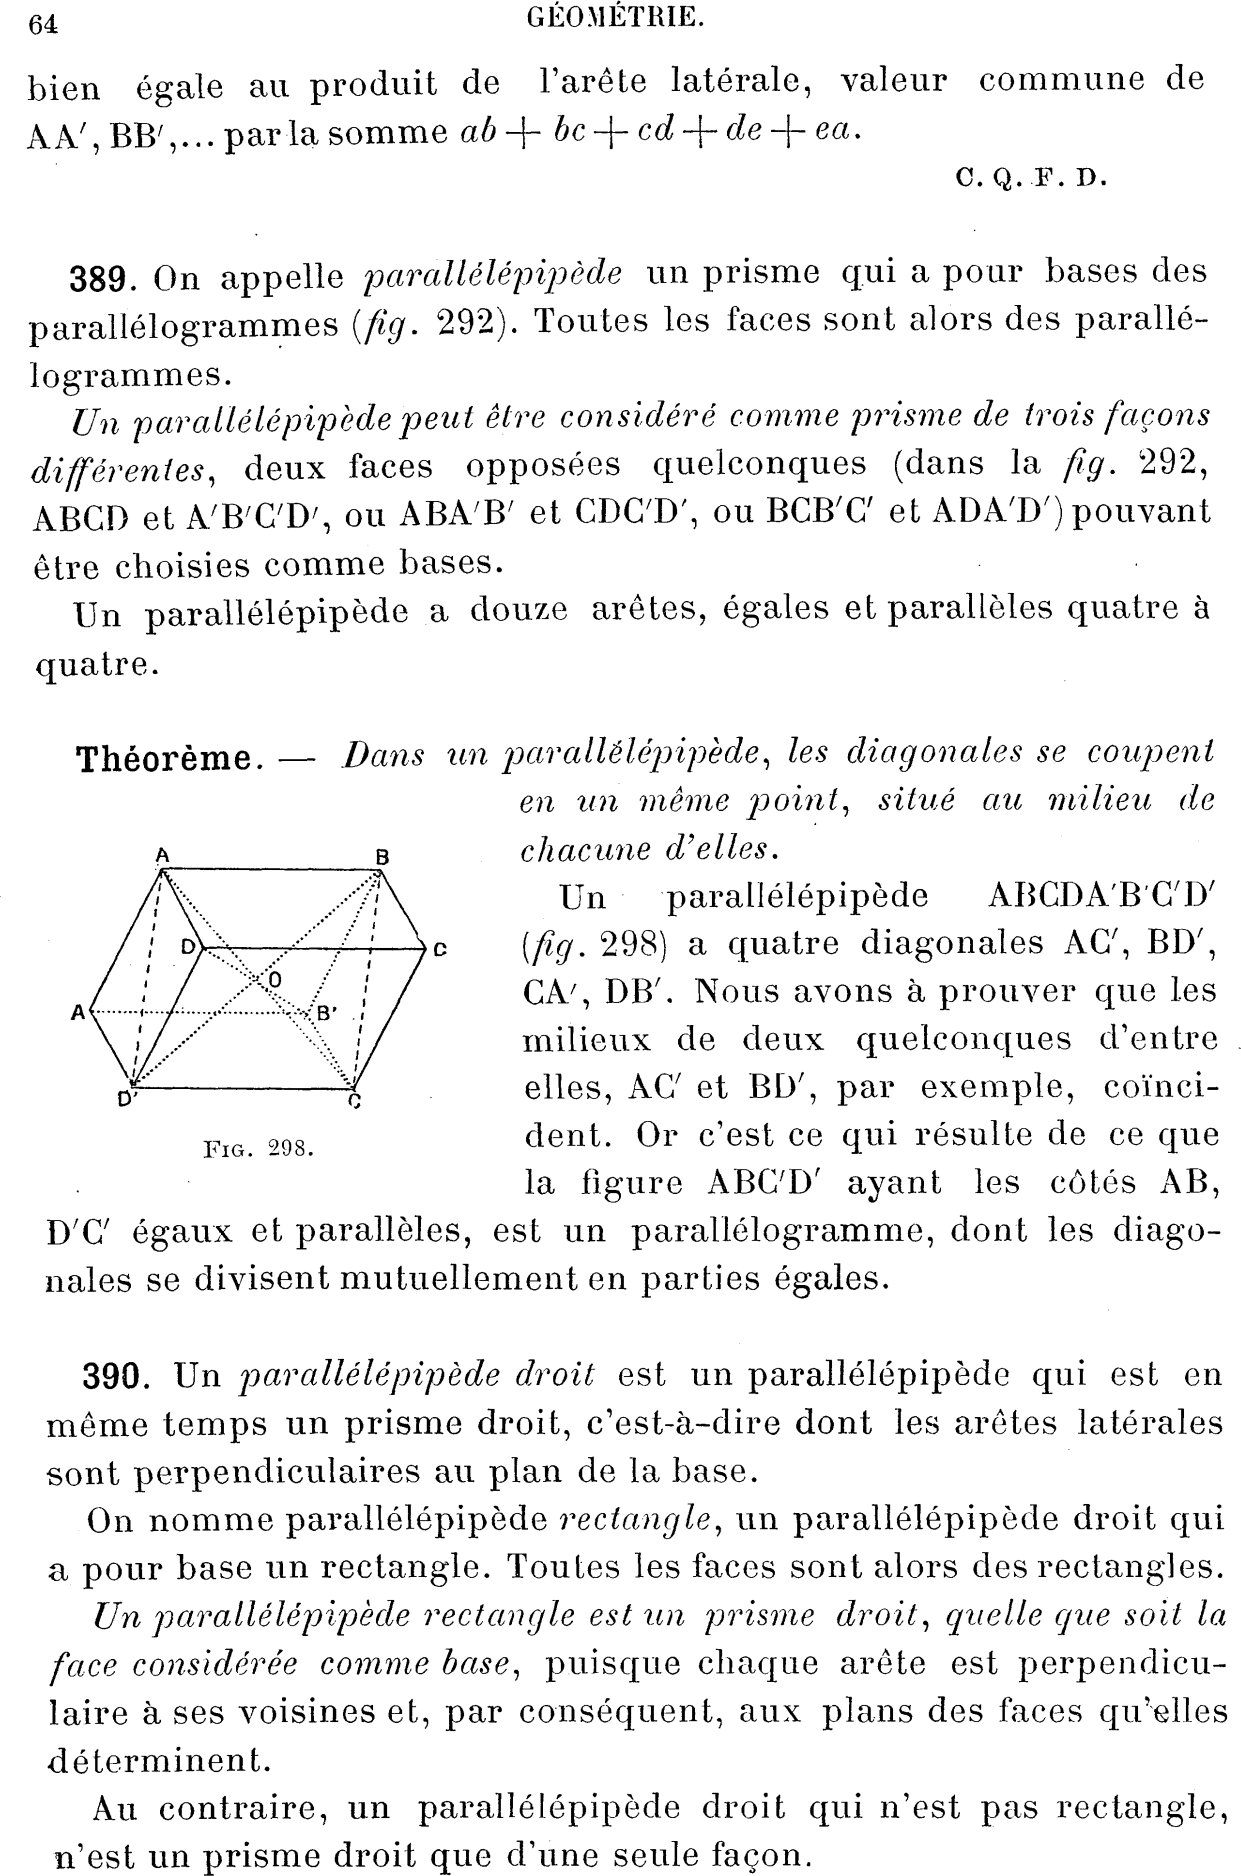 64 GÉOMÉTRIE.
bien égale au produit de l'arête latérale, valeur commune de
AA′, BB′,... par la somme ab + bc + cd + de + ea.
C. Q. F. D.
389. On appelle parallélépipède un prisme qui a pour bases des
parallélogrammes (fig. 292). Toutes les faces sont alors des parallé-
logrammes.
Un parallélépipède peut être considéré comme prisme de trois façons
différentes, deux faces opposées quelconques (dans la fig. 292,
ABCD et A′B′C′D′, ou ABA′B′ et CDC′D′, ou BCB′C′ et ADA′D′) pouvant
être choisies comme bases.
Un parallélépipède a douze arêtes, égales et parallèles quatre à
quatre.
Théorème. — Dans un parallélépipède, les diagonales se coupent
en un même point, situé au milieu de
chacune d'elles.
A B
D C
O
A B'
D' C
FIG. 298.
Un parallélépipède ABCDA′B′C′D′
(fig. 298) a quatre diagonales AC′, BD′,
CA′, DB′. Nous avons à prouver que les
milieux de deux quelconques d'entre
elles, AC′ et BD′, par exemple, coïnci-
dent. Or c'est ce qui résulte de ce que
la figure ABC′D′ ayant les côtés AB,
D′C′ égaux et parallèles, est un parallélogramme, dont les diago-
nales se divisent mutuellement en parties égales.
390. Un parallélépipède droit est un parallélépipède qui est en
même temps un prisme droit, c'est-à-dire dont les arêtes latérales
sont perpendiculaires au plan de la base.
On nomme parallélépipède rectangle, un parallélépipède droit qui
a pour base un rectangle. Toutes les faces sont alors des rectangles.
Un parallélépipède rectangle est un prisme droit, quelle que soit la
face considérée comme base, puisque chaque arête est perpendicu-
laire à ses voisines et, par conséquent, aux plans des faces qu'elles
déterminent.
Au contraire, un parallélépipède droit qui n'est pas rectangle,
n'est un prisme droit que d'une seule façon.